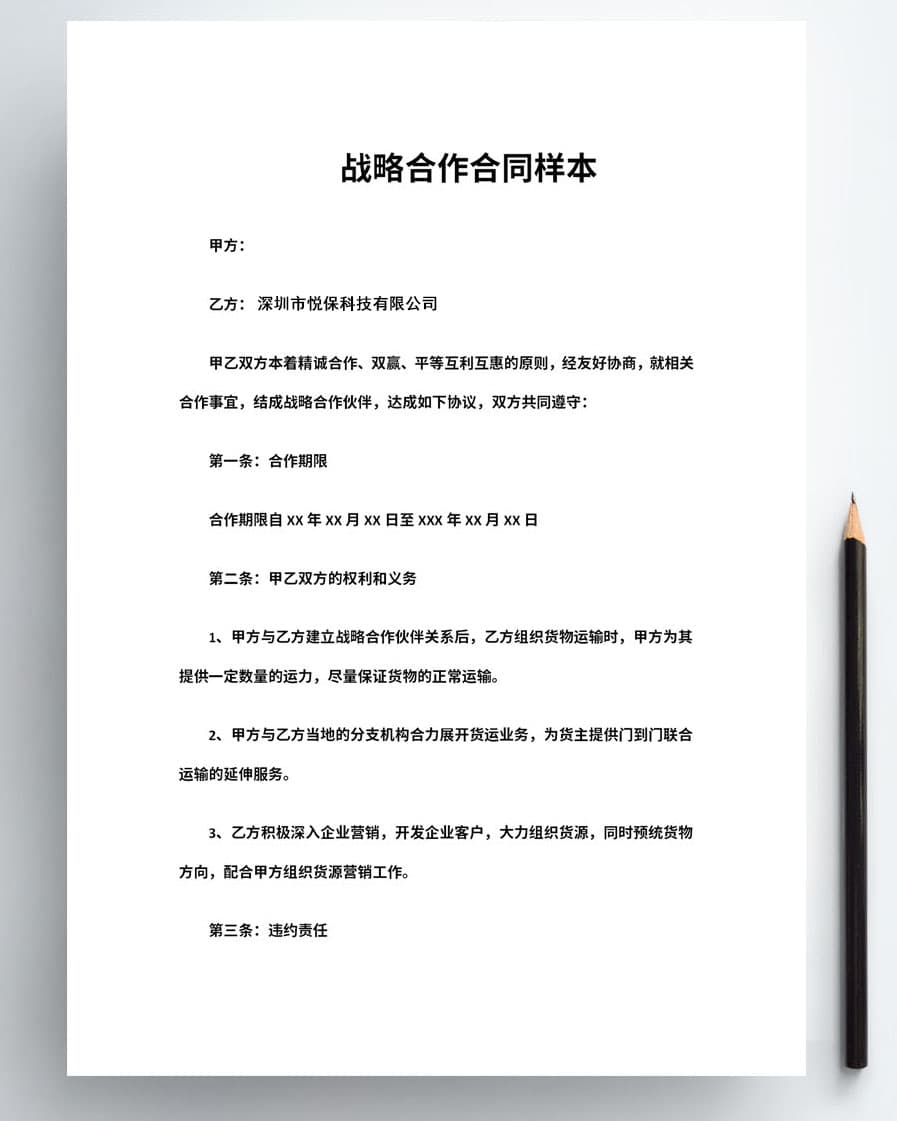 战略合作合同样本
甲方：
乙方： 深圳市悦保科技有限公司
甲乙双方本着精诚合作、双赢、平等互利互惠的原则，经友好协商，就相关
合作事宜，结成战略合作伙伴，达成如下协议，双方共同遵守：
第一条：合作期限
合作期限自 XX 年 XX 月 XX 日至 XXX 年 XX 月 XX 日
第二条：甲乙双方的权利和义务
1、甲方与乙方建立战略合作伙伴关系后，乙方组织货物运输时，甲方为其
提供一定数量的运力，尽量保证货物的正常运输。
2、甲方与乙方当地的分支机构合力展开货运业务，为货主提供门到门联合
运输的延伸服务。
3、乙方积极深入企业营销，开发企业客户，大力组织货源，同时预统货物
方向，配合甲方组织货源营销工作。
第三条：违约责任